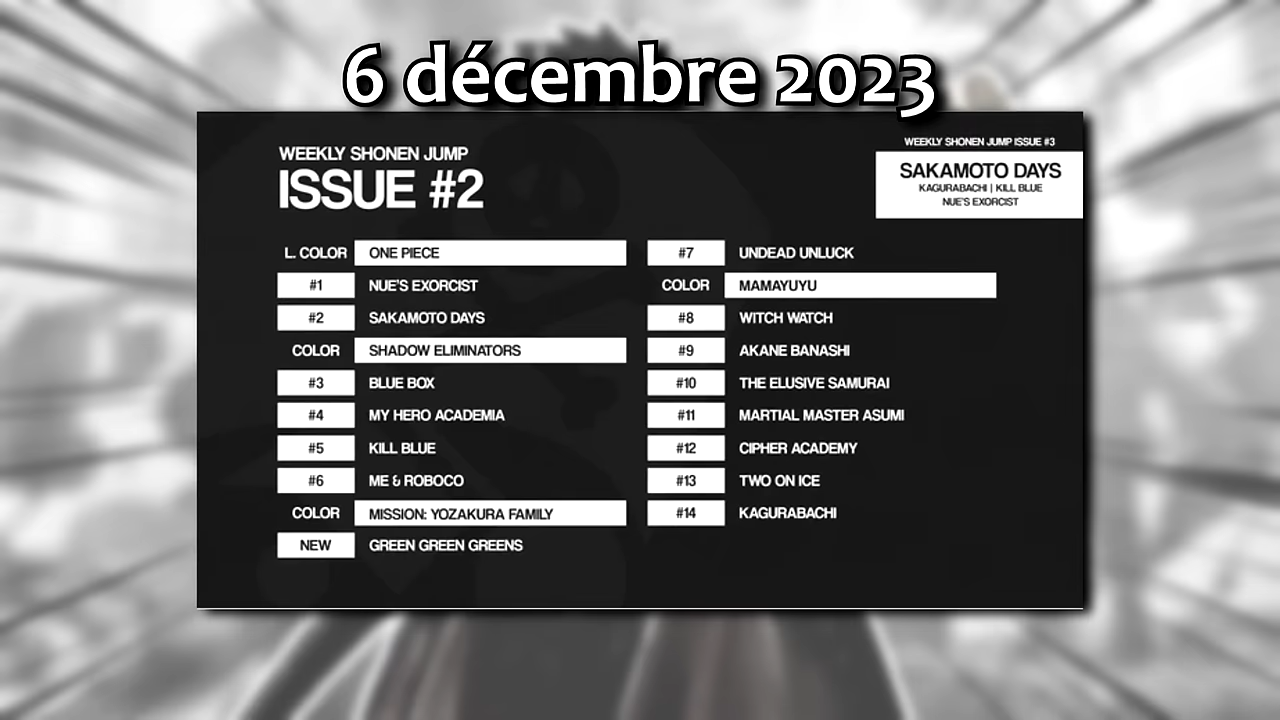 6 décembre 2023
WEEKLY SHONEN JUMP
ISSUE #2
WEEKLY SHONEN JUMP ISSUE #3
SAKAMOTO DAYS
KAGURABACHI | KILL BLUE
NUE'S EXORCIST
L. COLOR ONE PIECE
#1 NUE'S EXORCIST
#2 SAKAMOTO DAYS
COLOR SHADOW ELIMINATORS
#3 BLUE BOX
#4 MY HERO ACADEMIA
#5 KILL BLUE
#6 ME & ROBOCO
COLOR MISSION: YOZAKURA FAMILY
NEW GREEN GREEN GREENS
#7 UNDEAD UNLUCK
COLOR MAMAYUYU
#8 WITCH WATCH
#9 AKANE BANASHI
#10 THE ELUSIVE SAMURAI
#11 MARTIAL MASTER ASUMI
#12 CIPHER ACADEMY
#13 TWO ON ICE
#14 KAGURABACHI